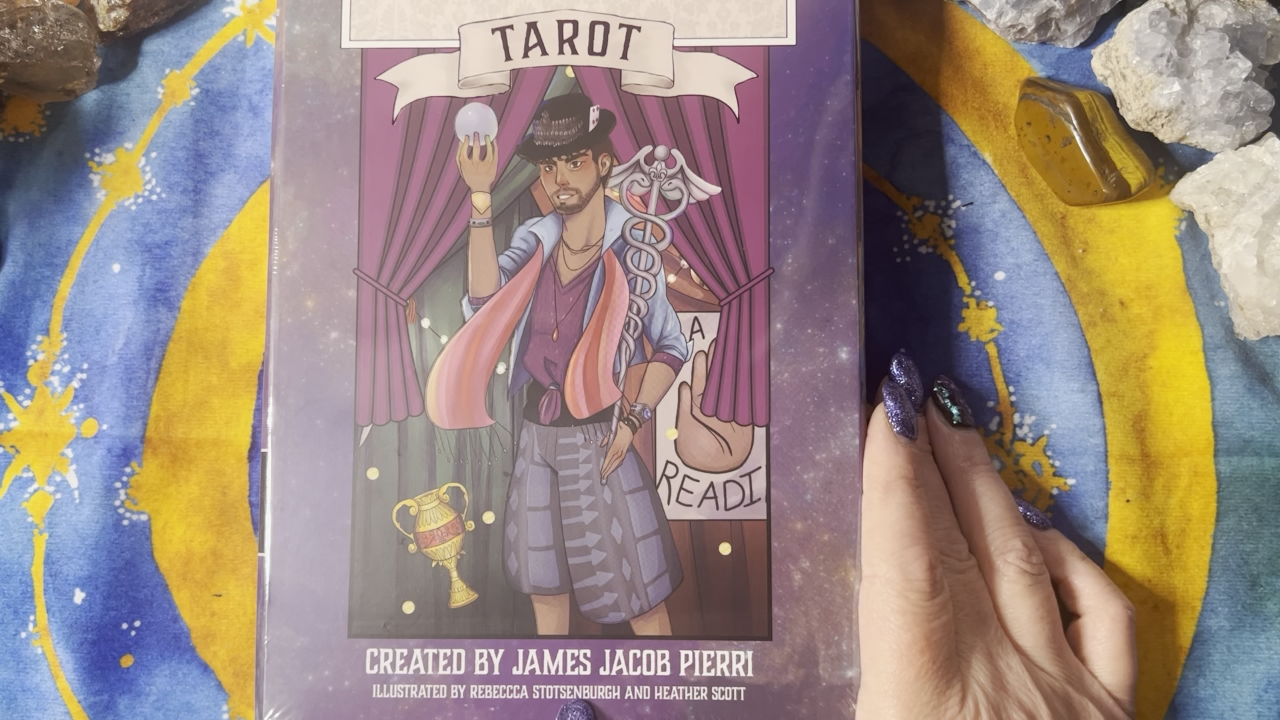 TAROT
A
READI
CREATED BY JAMES JACOB PIERRI
ILLUSTRATED BY REBECCCA STOTSENBURGH AND HEATHER SCOTT